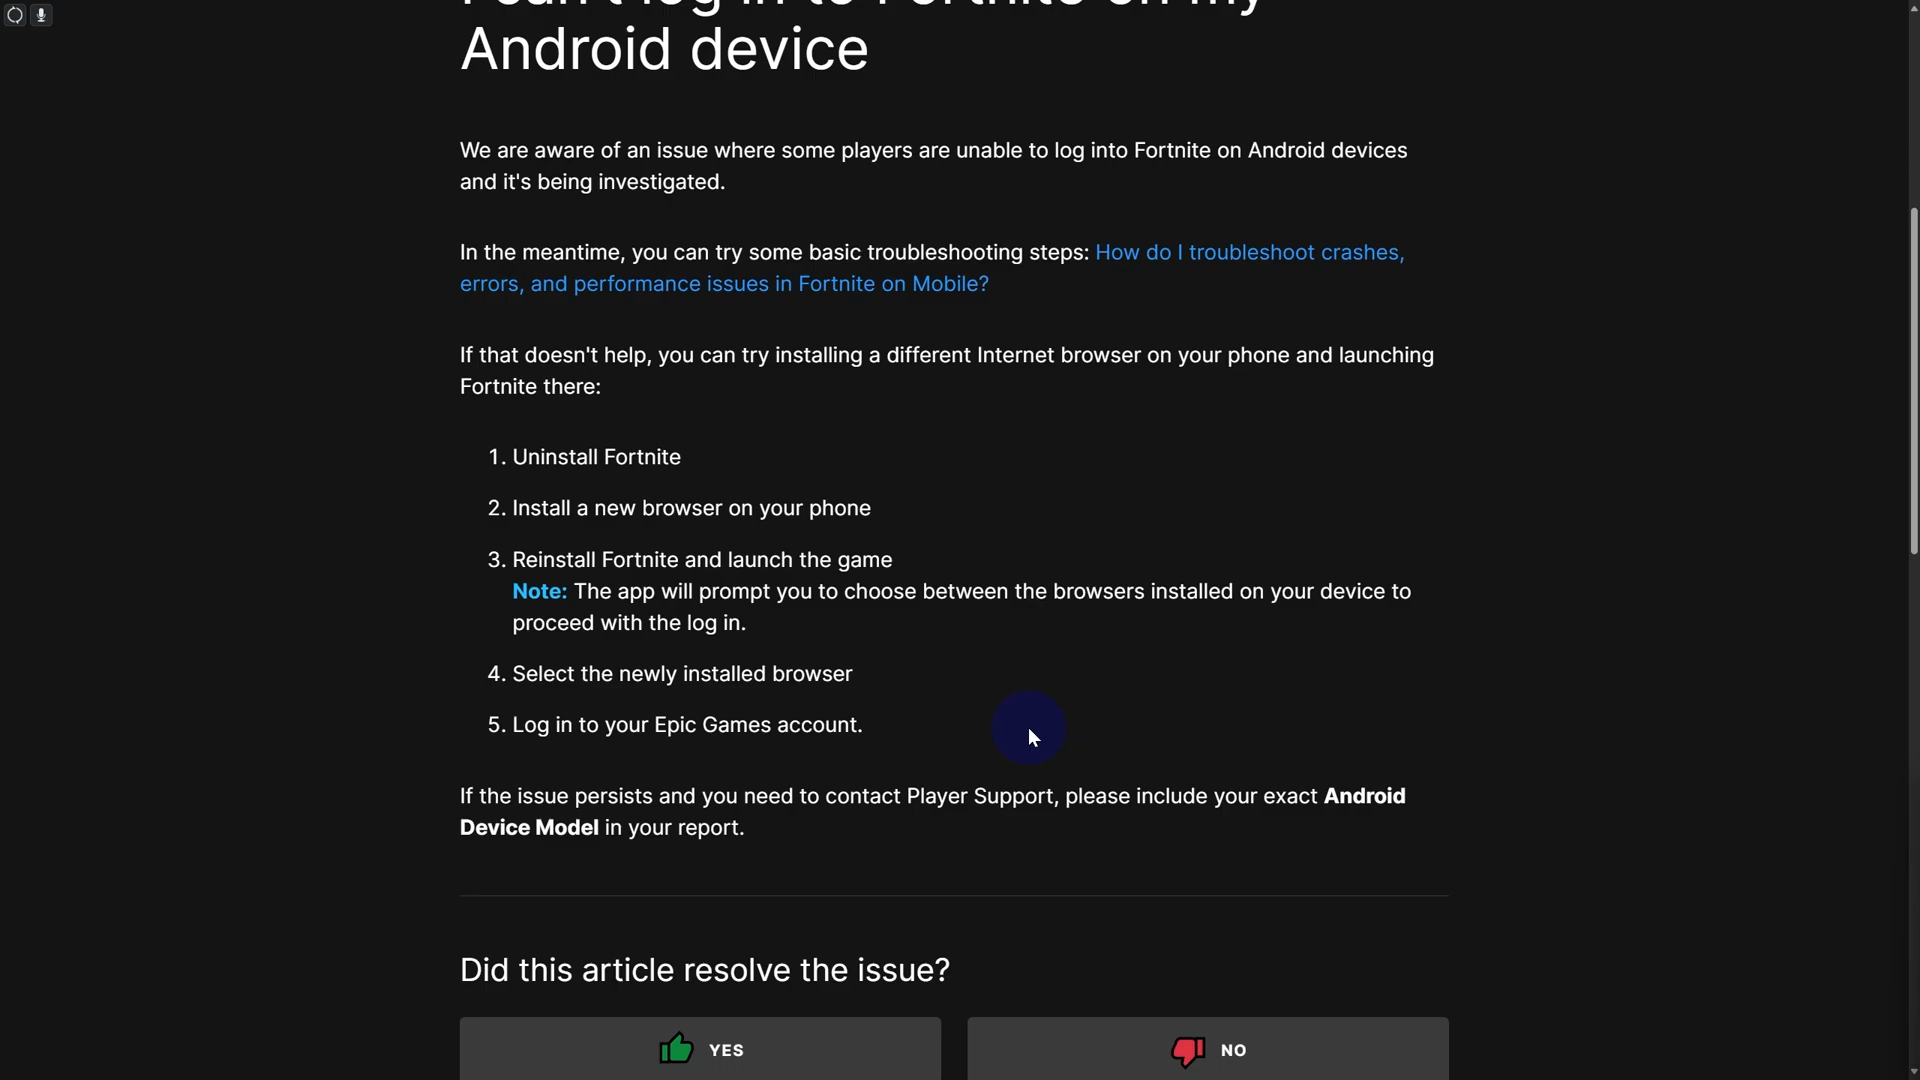 I can't log in to Fortnite on my
Android device
We are aware of an issue where some players are unable to log into Fortnite on Android devices
and it's being investigated.
In the meantime, you can try some basic troubleshooting steps: How do I troubleshoot crashes,
errors, and performance issues in Fortnite on Mobile?
If that doesn't help, you can try installing a different Internet browser on your phone and launching
Fortnite there:
1. Uninstall Fortnite
2. Install a new browser on your phone
3. Reinstall Fortnite and launch the game
Note: The app will prompt you to choose between the browsers installed on your device to
proceed with the log in.
4. Select the newly installed browser
5. Log in to your Epic Games account.
If the issue persists and you need to contact Player Support, please include your exact Android
Device Model in your report.
Did this article resolve the issue?
YES
NO